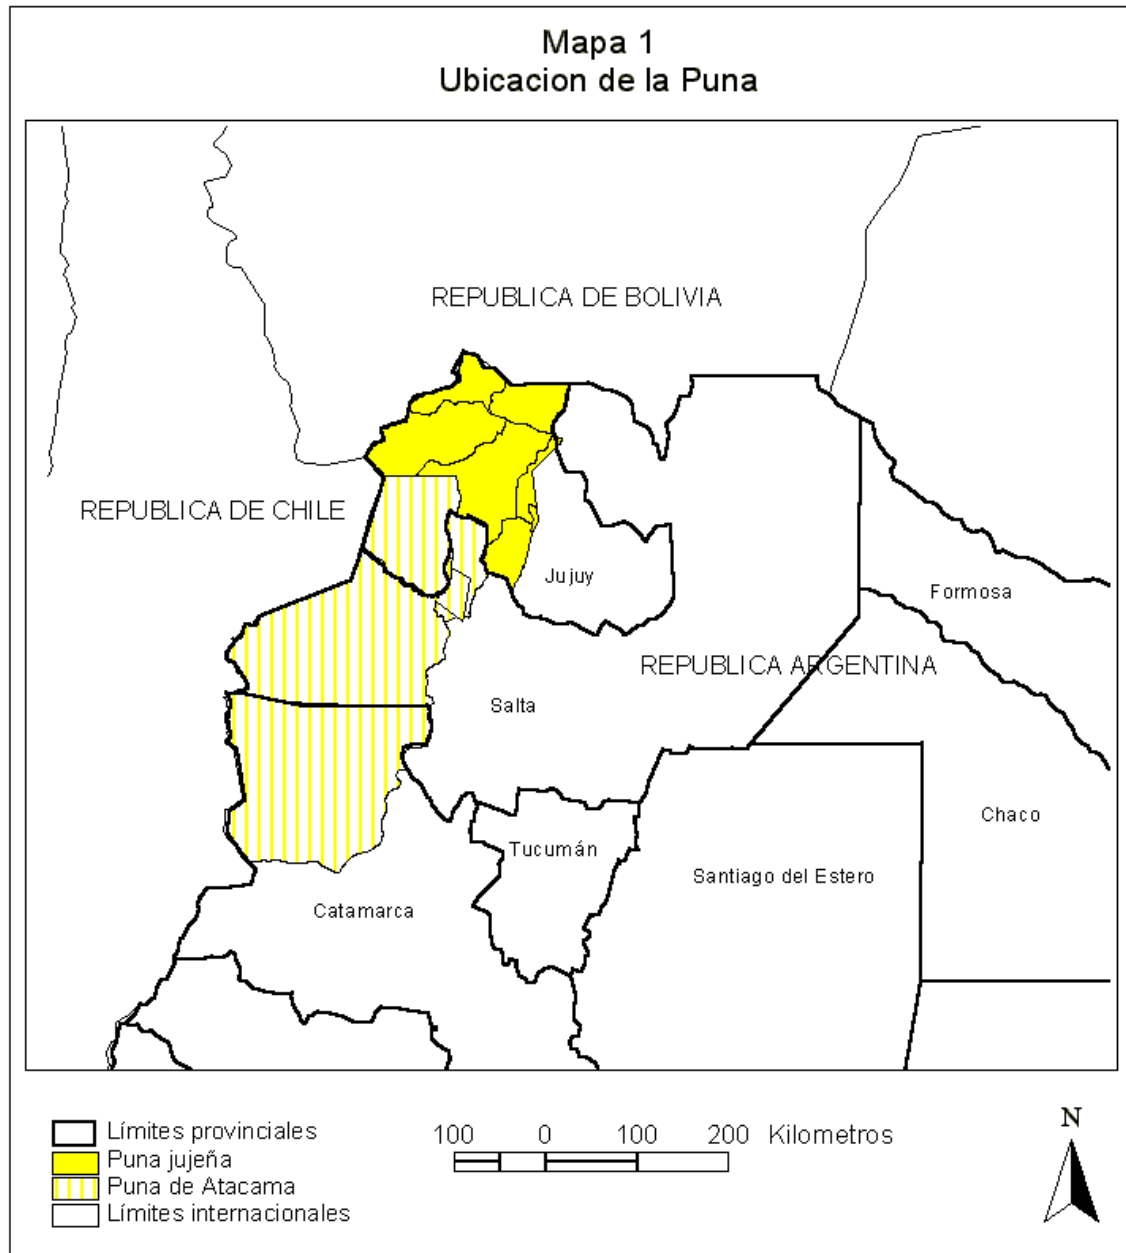 Mapa 1
Ubicacion de la Puna
REPUBLICA DE BOLIVIA
REPUBLICA DE CHILE
Jujuy
Formosa
REPUBLICA ARGENTINA
Salta
Chaco
Tucumán
Santiago del Estero
Catamarca
Límites provinciales
Puna jujeña
Puna de Atacama
Límites internacionales
100 0 100 200 Kilometros
N